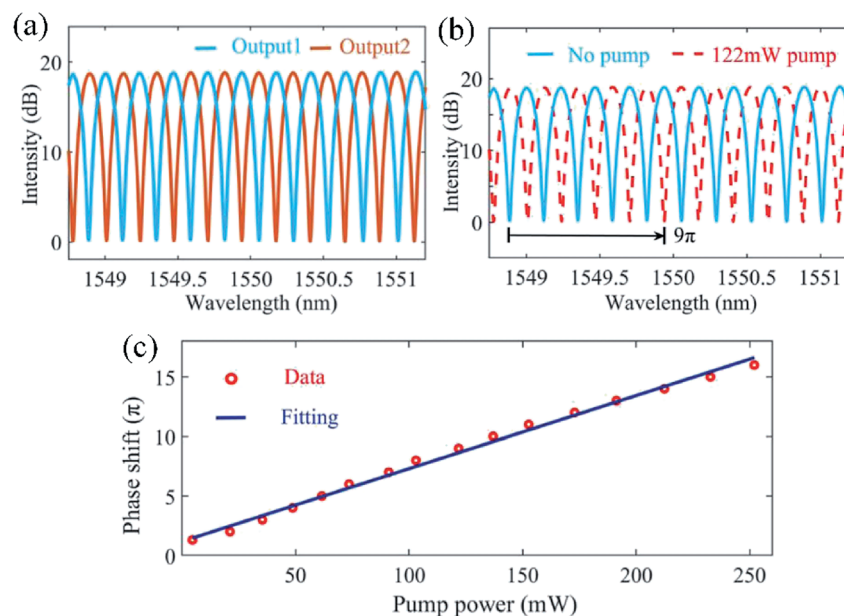 (a)
Output1 Output2
Intensity (dB)
20
10
0
1549 1549.5 1550 1550.5 1551
Wavelength (nm)
(b)
No pump 122mW pump
Intensity (dB)
20
10
0
9π
1549 1549.5 1550 1550.5 1551
Wavelength (nm)
(c)
Data
Fitting
Phase shift (π)
15
10
5
0
50 100 150 200 250
Pump power (mW)